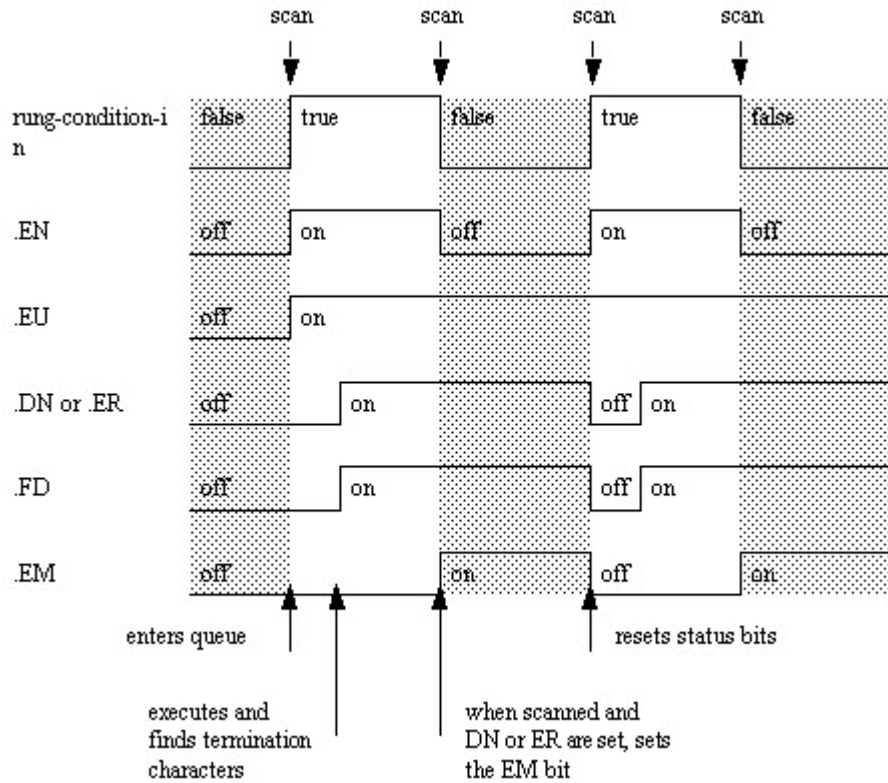 scan scan scan scan
rung-condition-i
n
false true false true false
.EN off on off on off
.EU off on
.DN or .ER off on off on
.FD off on off on
.EM off on off on
enters queue resets status bits
executes and
finds termination
characters
when scanned and
DN or ER are set, sets
the EM bit